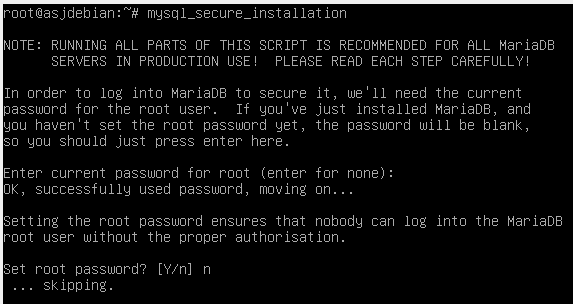 root@asjdebian:~# mysql_secure_installation
NOTE: RUNNING ALL PARTS OF THIS SCRIPT IS RECOMMENDED FOR ALL MariaDB
SERVERS IN PRODUCTION USE!  PLEASE READ EACH STEP CAREFULLY!
In order to log into MariaDB to secure it, we'll need the current
password for the root user.  If you've just installed MariaDB, and
you haven't set the root password yet, the password will be blank,
so you should just press enter here.
Enter current password for root (enter for none):
OK, successfully used password, moving on...
Setting the root password ensures that nobody can log into the MariaDB
root user without the proper authorisation.
Set root password? [Y/n] n
... skipping.